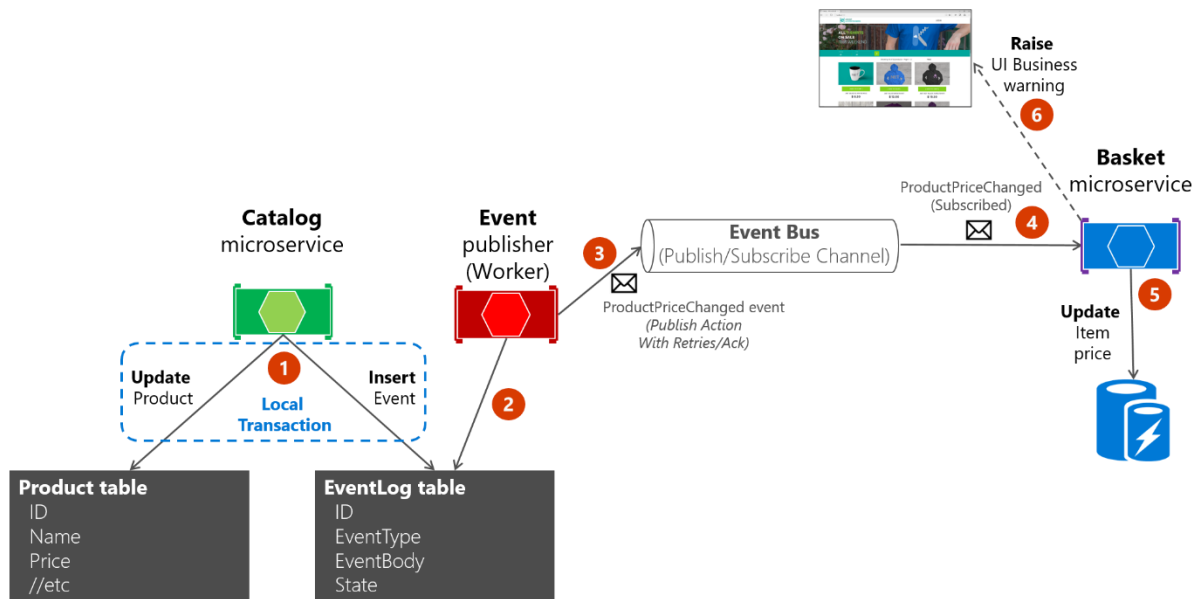 Raise
UI Business
warning
6
Basket
microservice
ProductPriceChanged
(Subscribed)
4
Catalog
microservice
Event
publisher
(Worker)
3
Event Bus
(Publish/Subscribe Channel)
ProductPriceChanged event
(Publish Action
With Retries/Ack)
5
Update
Item
price
1
Update
Product
Insert
Event
Local
Transaction
2
Product table
ID
Name
Price
//etc
EventLog table
ID
EventType
EventBody
State